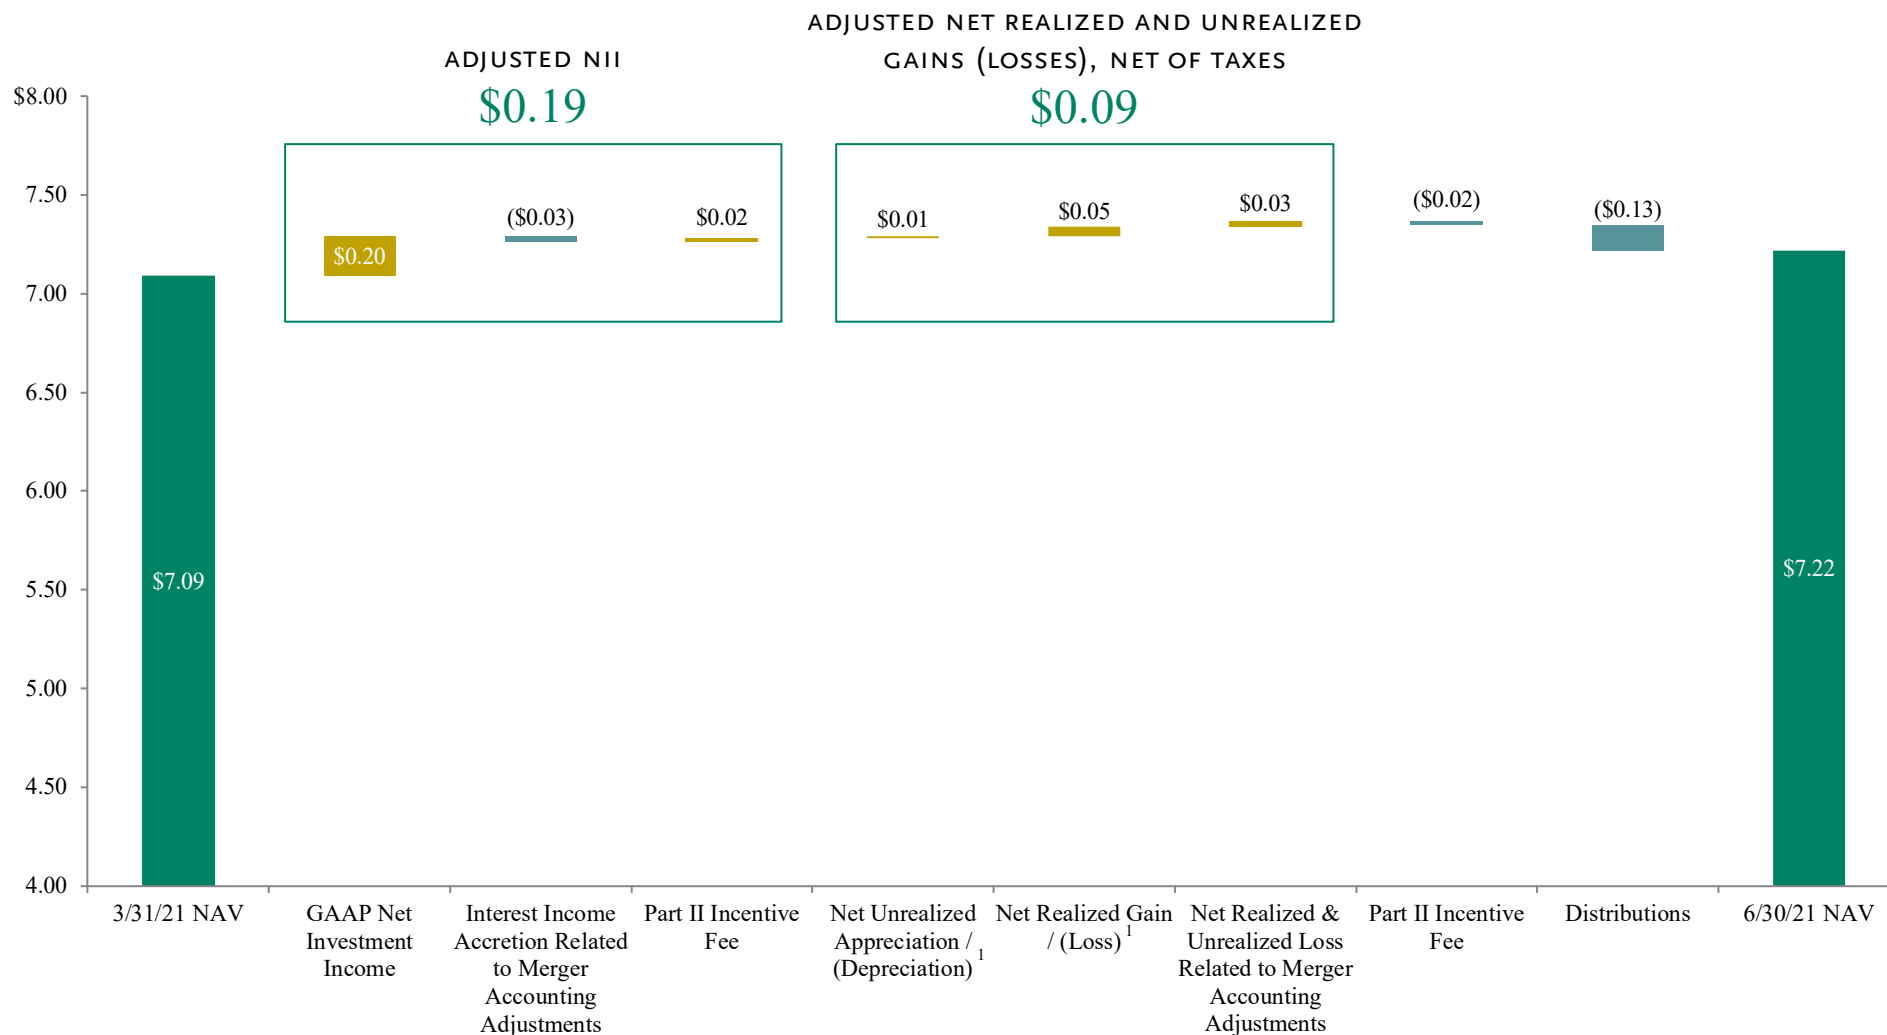 ADJUSTED NET REALIZED AND UNREALIZED
GAINS (LOSSES), NET OF TAXES
$0.09
ADJUSTED NII
$0.19
$8.00
7.50
7.00
6.50
6.00
5.50
5.00
4.50
4.00
$7.09
$0.20
($0.03)
$0.02
$0.01
$0.05
$0.03
($0.02)
($0.13)
$7.22
3/31/21 NAV
GAAP Net
Investment
Income
Interest Income
Accretion Related
to Merger
Accounting
Adjustments
Part II Incentive
Fee
Net Unrealized
Appreciation /
(Depreciation) 1
Net Realized Gain
/ (Loss) 1
Net Realized &
Unrealized Loss
Related to Merger
Accounting
Adjustments
Part II Incentive
Fee
Distributions
6/30/21 NAV